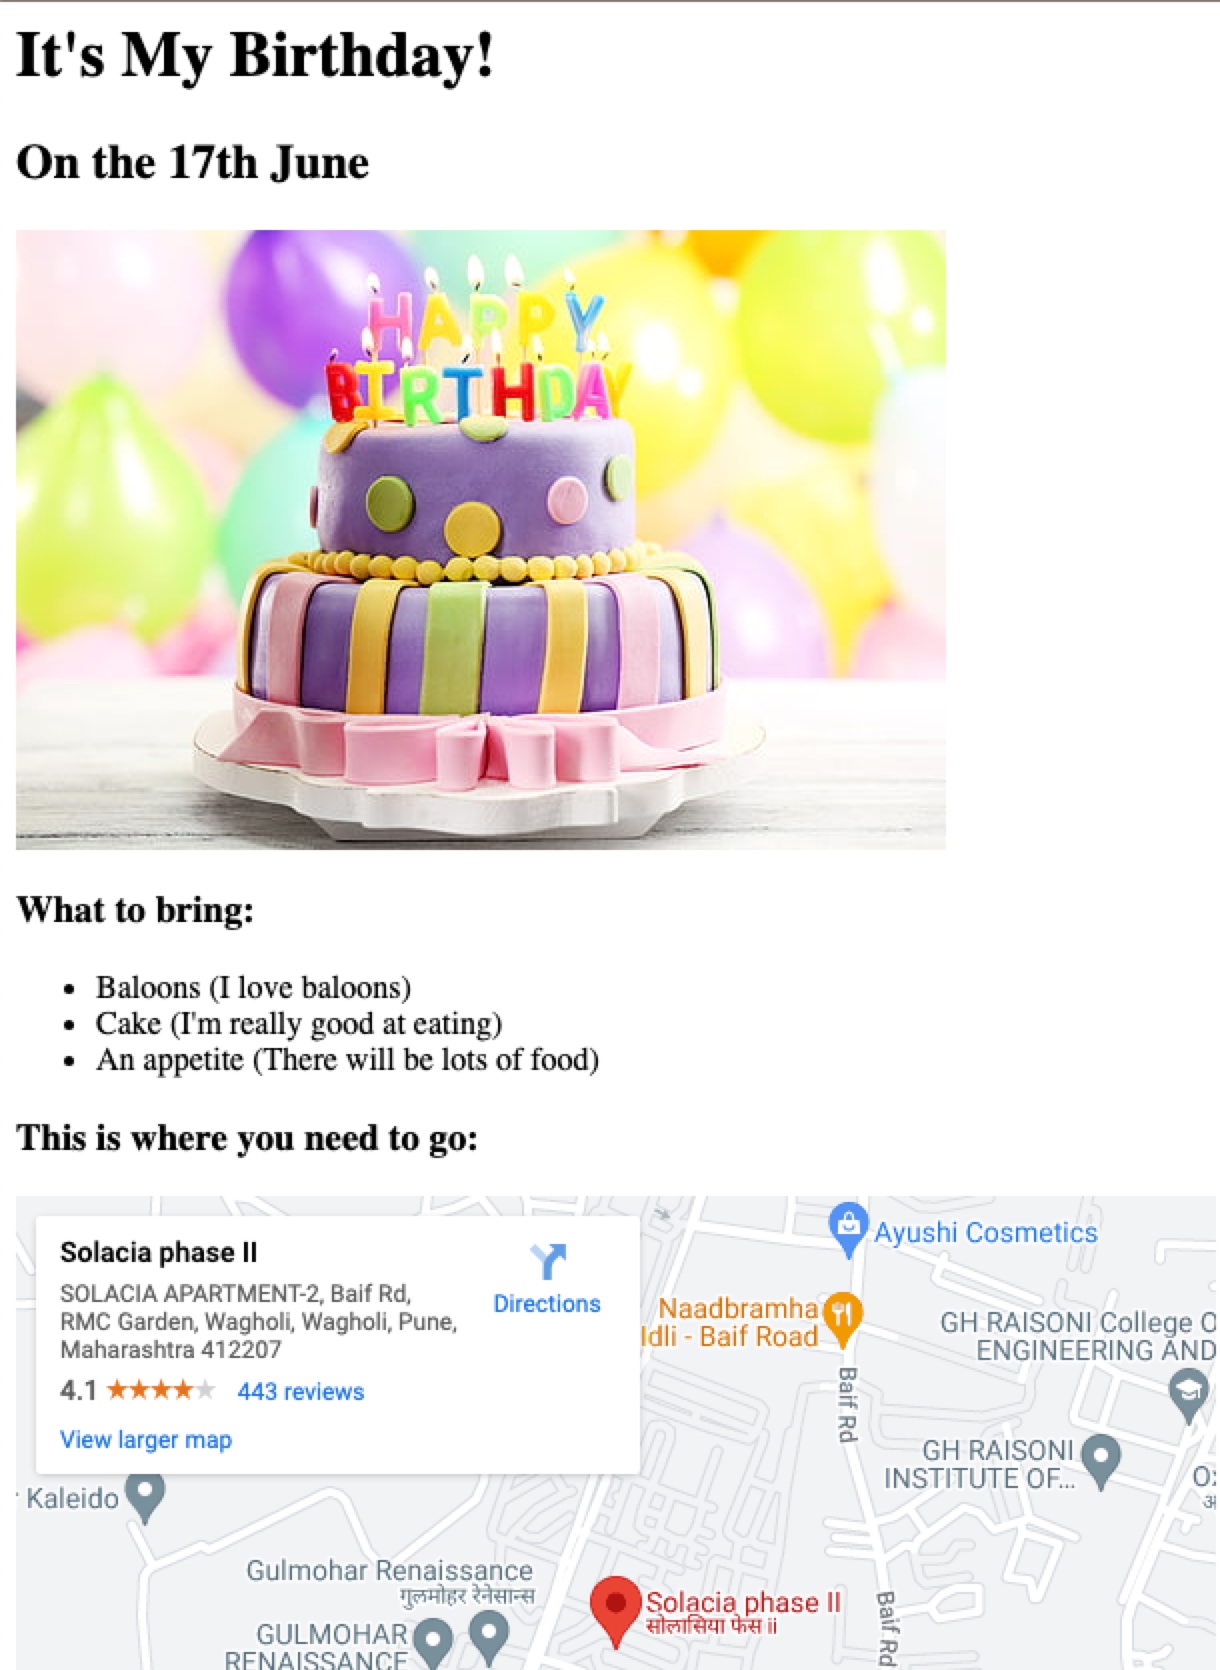 It's My Birthday!
On the 17th June
HAPPY
BIRTHDAY
What to bring:
Baloons (I love baloons)
Cake (I'm really good at eating)
An appetite (There will be lots of food)
This is where you need to go:
Solacia phase II
Directions
SOLACIA APARTMENT-2, Baif Rd,
RMC Garden, Wagholi, Wagholi, Pune,
Maharashtra 412207
4.1
443 reviews
View larger map
Ayushi Cosmetics
Naadbramha
Idli - Baif Road
GH RAISONI College O
ENGINEERING AND
Baif Rd
GH RAISONI
INSTITUTE OF...
Kaleido
Gulmohar Renaissance
गुलमोहर रेनेसान्स
Solacia phase II
सोलासिया फेस ii
GULMOHAR
RENAISSANCE
Baif Rd